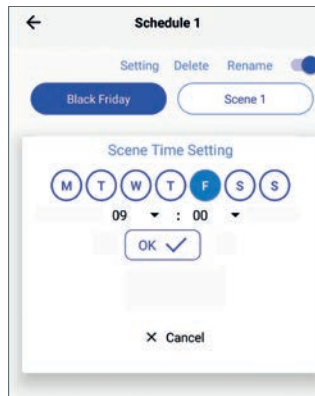 Schedule 1
Setting Delete Rename
Black Friday Scene 1
Scene Time Setting
M T W T F S S
09 : 00
OK
Cancel